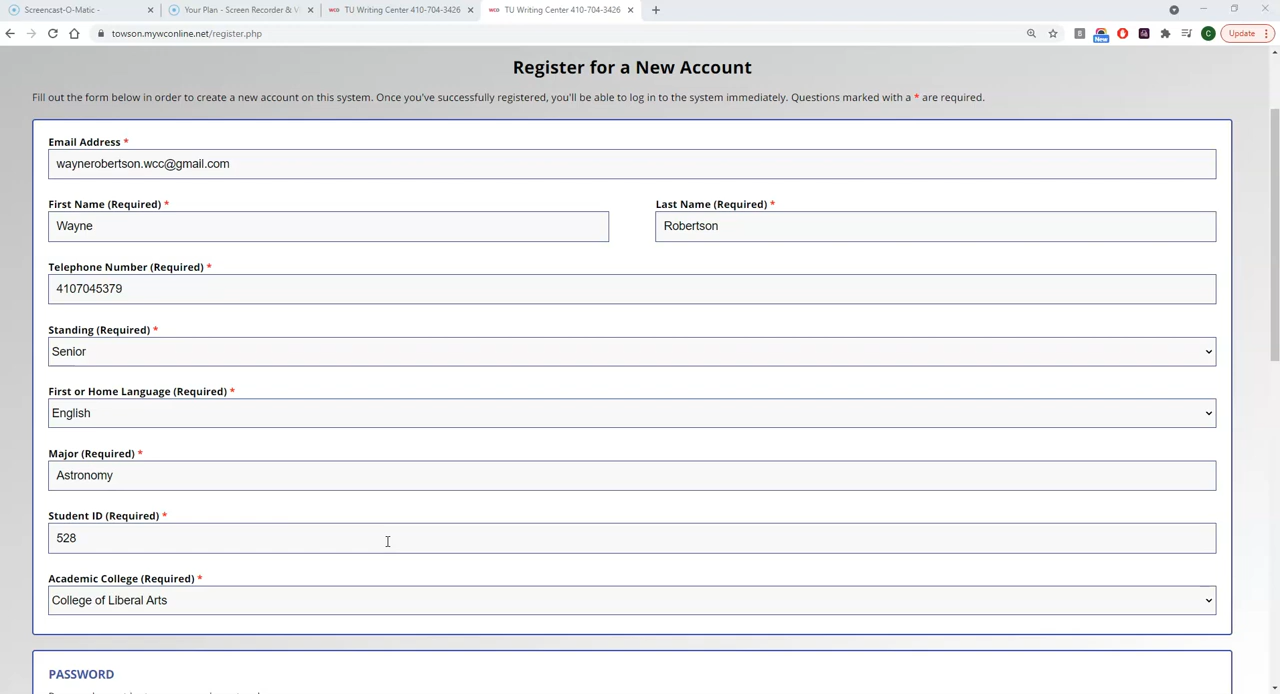 Screencast-O-Matic -
Your Plan - Screen Recorder & V
TU Writing Center 410-704-3426
TU Writing Center 410-704-3426
towson.mywconline.net/register.php
New
C
Update
Register for a New Account
Fill out the form below in order to create a new account on this system. Once you've successfully registered, you'll be able to log in to the system immediately. Questions marked with a * are required.
Email Address *
waynerobertson.wcc@gmail.com
First Name (Required) *
Last Name (Required) *
Wayne
Robertson
Telephone Number (Required) *
4107045379
Standing (Required) *
Senior
First or Home Language (Required) *
English
Major (Required) *
Astronomy
Student ID (Required) *
528
Academic College (Required) *
College of Liberal Arts
PASSWORD